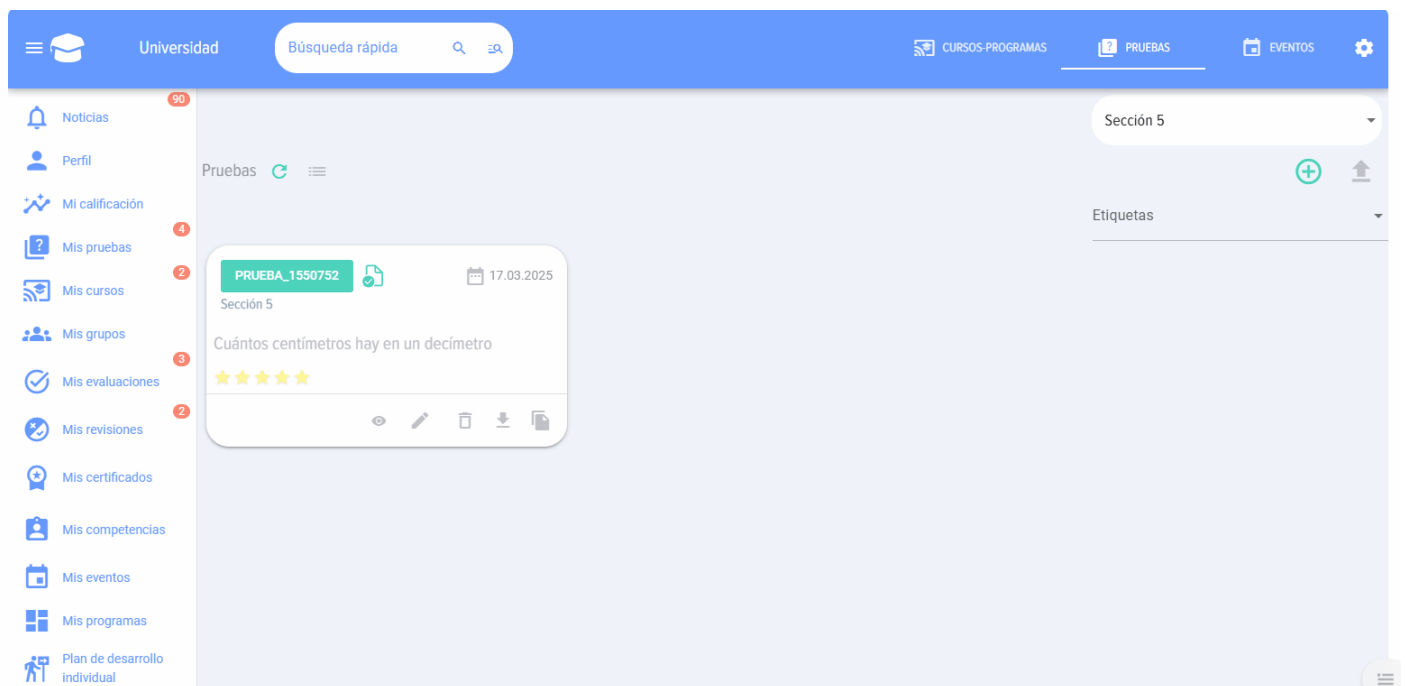 Universidad
Búsqueda rápida
CURSOS-PROGRAMAS
PRUEBAS
EVENTOS
90
Noticias
Perfil
Mi calificación
4
Mis pruebas
2
Mis cursos
Mis grupos
3
Mis evaluaciones
2
Mis revisiones
Mis certificados
Mis competencias
Mis eventos
Mis programas
Plan de desarrollo
individual
Sección 5
Pruebas
Etiquetas
PRUEBA_1550752
17.03.2025
Sección 5
Cuántos centímetros hay en un decímetro